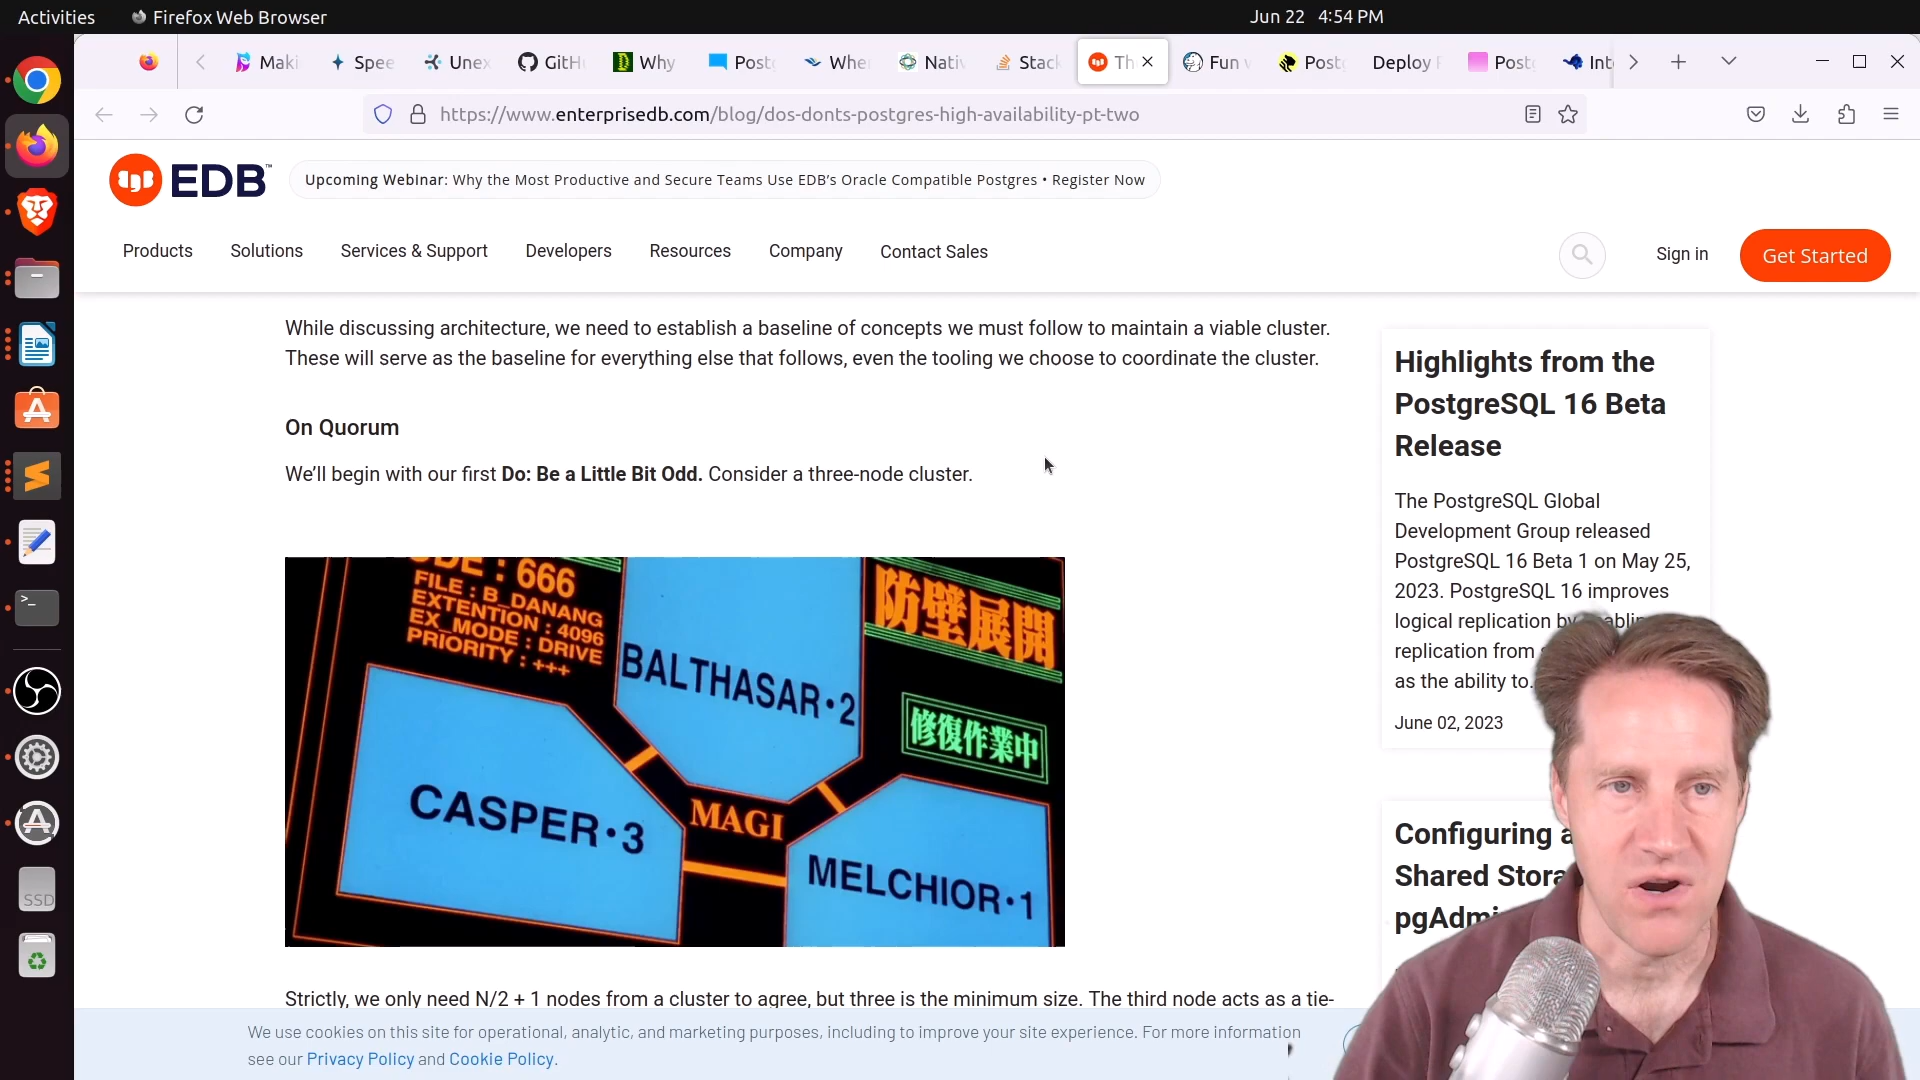 Activities
Firefox Web Browser
Jun 22 4:54 PM
Maki
Spee
Unex
GitHu
Why
Postg
Whe
Nativ
Stack
Th
Fun w
Postg
Deploy
Postg
Int
https://www.enterprisedb.com/blog/dos-donts-postgres-high-availability-pt-two
EDB™
Upcoming Webinar: Why the Most Productive and Secure Teams Use EDB's Oracle Compatible Postgres • Register Now
Products
Solutions
Services & Support
Developers
Resources
Company
Contact Sales
Sign in
Get Started
While discussing architecture, we need to establish a baseline of concepts we must follow to maintain a viable cluster.
These will serve as the baseline for everything else that follows, even the tooling we choose to coordinate the cluster.
On Quorum
We'll begin with our first Do: Be a Little Bit Odd. Consider a three-node cluster.
: 666
FILE : B_DANANG
EXTENTION : 4096
EX_MODE : DRIVE
PRIORITY : +++
BALTHASAR•2
防壁展開
修復作業中
CASPER•3
MAGI
MELCHIOR•1
Strictly, we only need N/2 + 1 nodes from a cluster to agree, but three is the minimum size. The third node acts as a tie-
Highlights from the
PostgreSQL 16 Beta
Release
The PostgreSQL Global
Development Group released
PostgreSQL 16 Beta 1 on May 25,
2023. PostgreSQL 16 improves
logical replication by
replication from
as the ability to..
June 02, 2023
Configuring
Shared
We use cookies on this site for operational, analytic, and marketing purposes, including to improve your site experience. For more information
see our Privacy Policy and Cookie Policy.
SSD